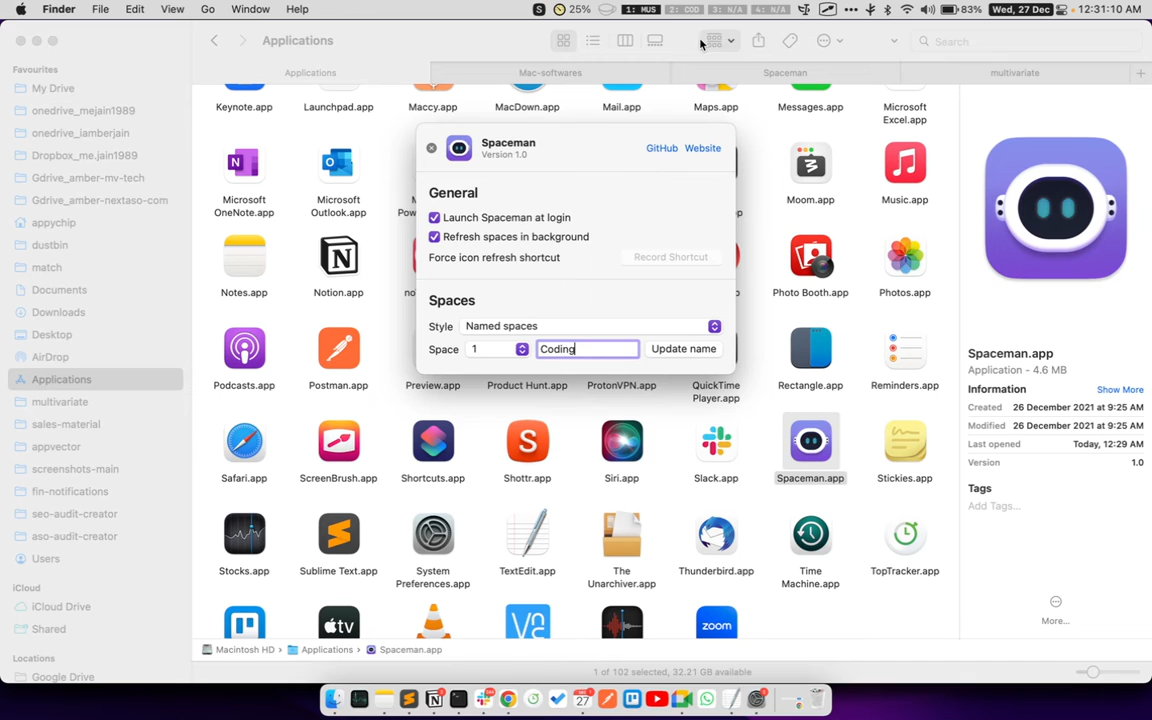 Finder File Edit View Go Window Help
S 25% 1: MUS 2: COD 3: N/A 4: N/A 83% Wed, 27 Dec 12:31:10 AM
Applications
Search
Applications Mac-softwares Spaceman multivariate
Favourites
My Drive
onedrive_mejain1989
onedrive_iamberjain
Dropbox_me.jain1989
Gdrive_amber-mv-tech
Gdrive_amber-nextaso-com
appychip
dustbin
match
Documents
Downloads
Desktop
AirDrop
Applications
multivariate
sales-material
appvector
screenshots-main
fin-notifications
seo-audit-creator
aso-audit-creator
Users
iCloud
iCloud Drive
Shared
Locations
Google Drive
Keynote.app Launchpad.app Maccy.app MacDown.app Mail.app Maps.app Messages.app Microsoft
Excel.app
Spaceman
Version 1.0
GitHub Website
General
Launch Spaceman at login
Refresh spaces in background
Force icon refresh shortcut Record Shortcut
Spaces
Style Named spaces
Space 1 Coding Update name
Microsoft
OneNote.app
Microsoft
Outlook.app
Moom.app Music.app
Notes.app Notion.app Photo Booth.app Photos.app
Podcasts.app Postman.app Preview.app Product Hunt.app ProtonVPN.app QuickTime
Player.app
Rectangle.app Reminders.app
Safari.app ScreenBrush.app Shortcuts.app Shottr.app Siri.app Slack.app Spaceman.app Stickies.app
Stocks.app Sublime Text.app System
Preferences.app
TextEdit.app The
Unarchiver.app
Thunderbird.app Time
Machine.app
TopTracker.app
tv
zoom
Spaceman.app
Application - 4.6 MB
Information Show More
Created 26 December 2021 at 9:25 AM
Modified 26 December 2021 at 9:25 AM
Last opened Today, 12:29 AM
Version 1.0
Tags
Add Tags...
More...
Macintosh HD › Applications › Spaceman.app
1 of 102 selected, 32.21 GB available